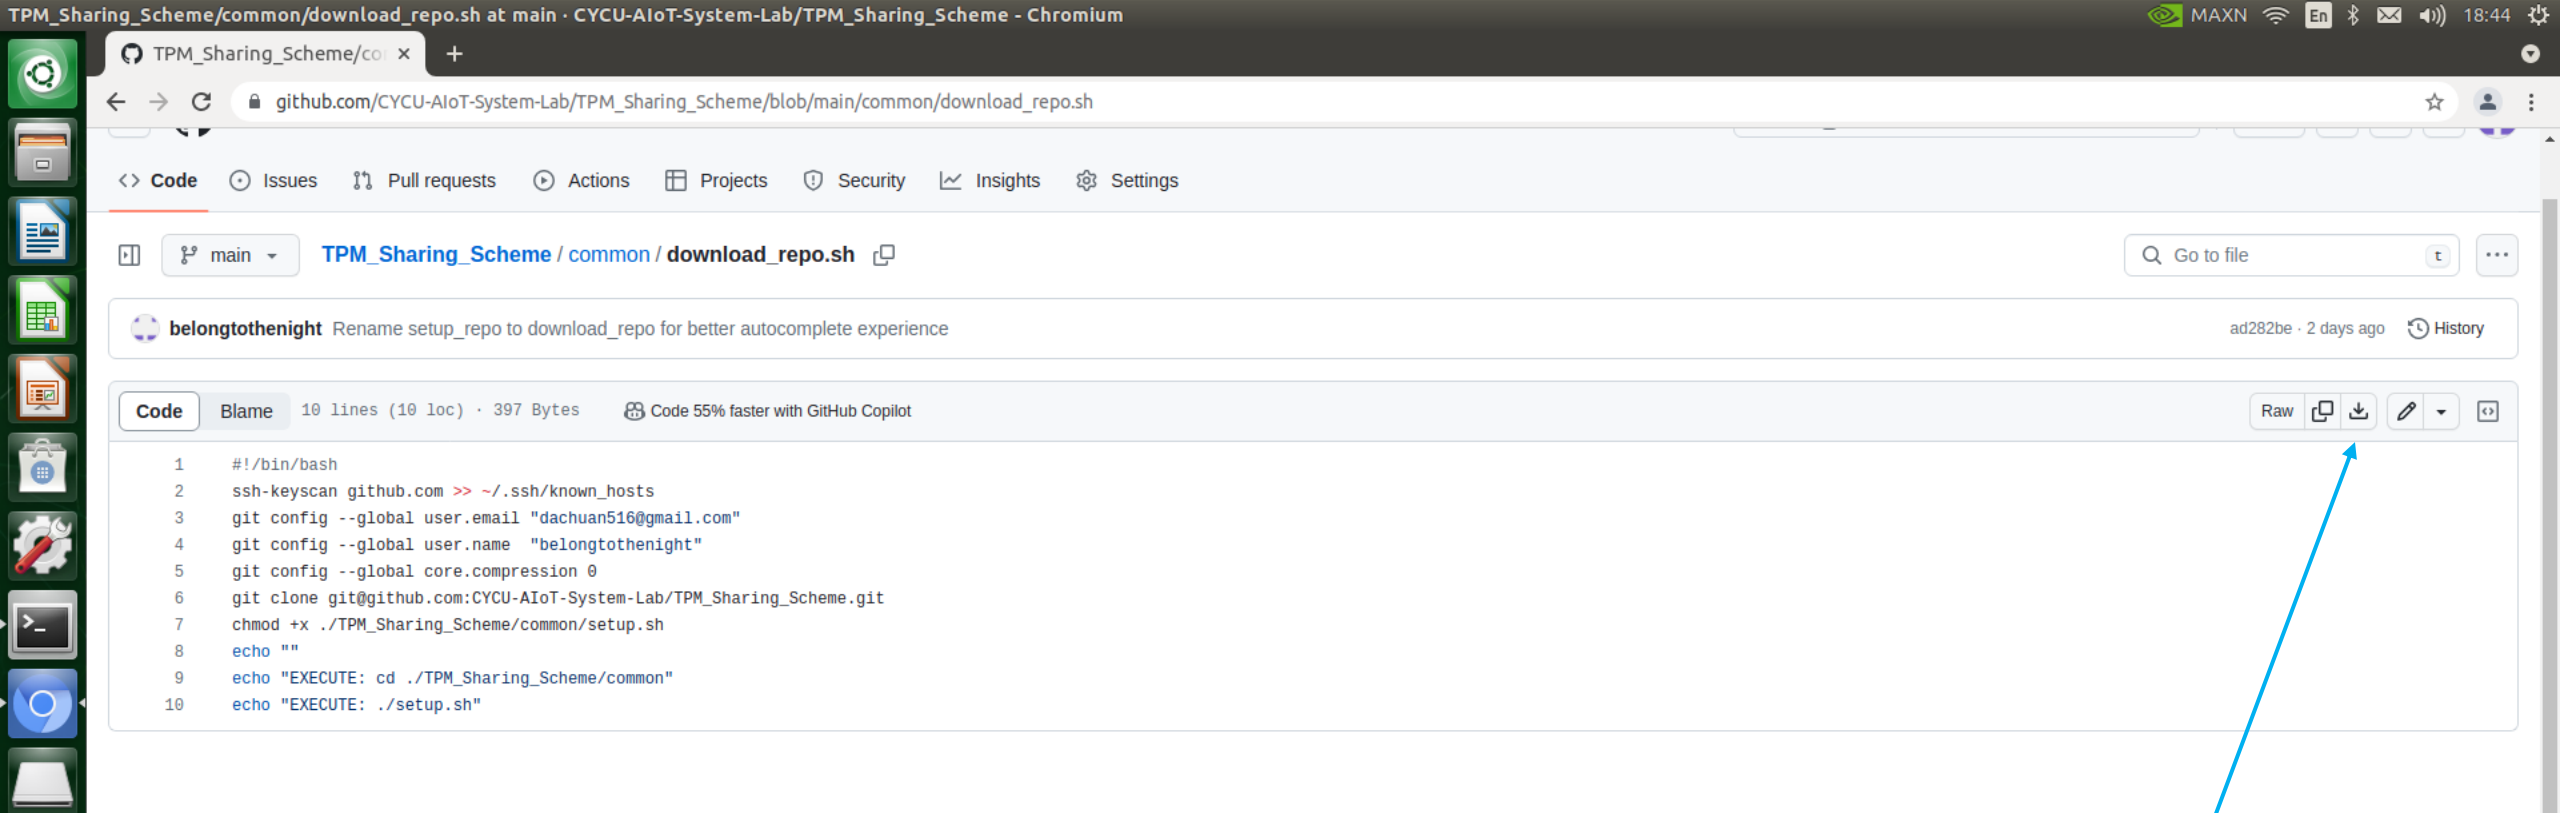 TPM_Sharing_Scheme/common/download_repo.sh at main · CYCU-AIoT-System-Lab/TPM_Sharing_Scheme - Chromium
MAXN En 18:44
TPM_Sharing_Scheme/co
github.com/CYCU-AIoT-System-Lab/TPM_Sharing_Scheme/blob/main/common/download_repo.sh
Code Issues Pull requests Actions Projects Security Insights Settings
main TPM_Sharing_Scheme / common / download_repo.sh Go to file t
belongtothenight Rename setup_repo to download_repo for better autocomplete experience ad282be · 2 days ago History
Code Blame 10 lines (10 loc) · 397 Bytes Code 55% faster with GitHub Copilot Raw
1 #!/bin/bash
2 ssh-keyscan github.com >> ~/.ssh/known_hosts
3 git config --global user.email "dachuan516@gmail.com"
4 git config --global user.name  "belongtothenight"
5 git config --global core.compression 0
6 git clone git@github.com:CYCU-AIoT-System-Lab/TPM_Sharing_Scheme.git
7 chmod +x ./TPM_Sharing_Scheme/common/setup.sh
8 echo ""
9 echo "EXECUTE: cd ./TPM_Sharing_Scheme/common"
10 echo "EXECUTE: ./setup.sh"